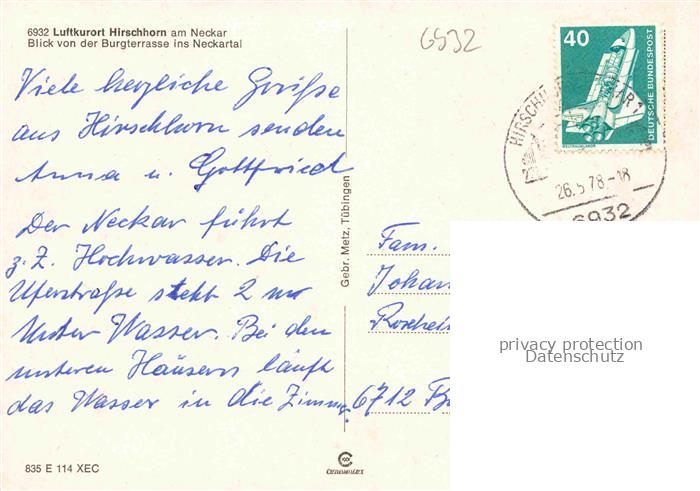 6932 Luftkurort Hirschhorn am Neckar
Blick von der Burgterrasse ins Neckartal
6932
40
DEUTSCHE BUNDESPOST
WELTRAUMLABOR
26.5.78.-18
6932
Viele herzliche Grüße
aus Hirschhorn senden
Anna u. Gottfried
Der Neckar führt
z. Z. Hochwasser. Die
Uferstraße steht 2 m
unter Wasser. Bei den
unteren Häusern läuft
das Wasser in die Zimmer.
Gebr. Metz, Tübingen
Fam.
Johan
6712 B
privacy protection
Datenschutz
835 E 114 XEC